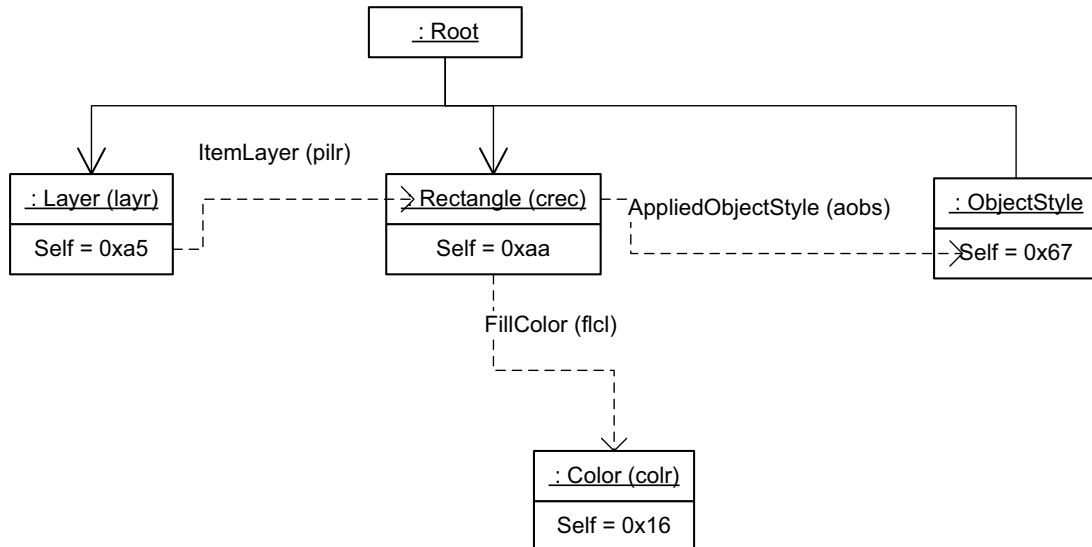 : Root
ItemLayer (pilr)
: Layer (layr)
Self = 0xa5
: Rectangle (crec)
Self = 0xaa
AppliedObjectStyle (aobs)
: ObjectStyle
Self = 0x67
FillColor (flcl)
: Color (colr)
Self = 0x16